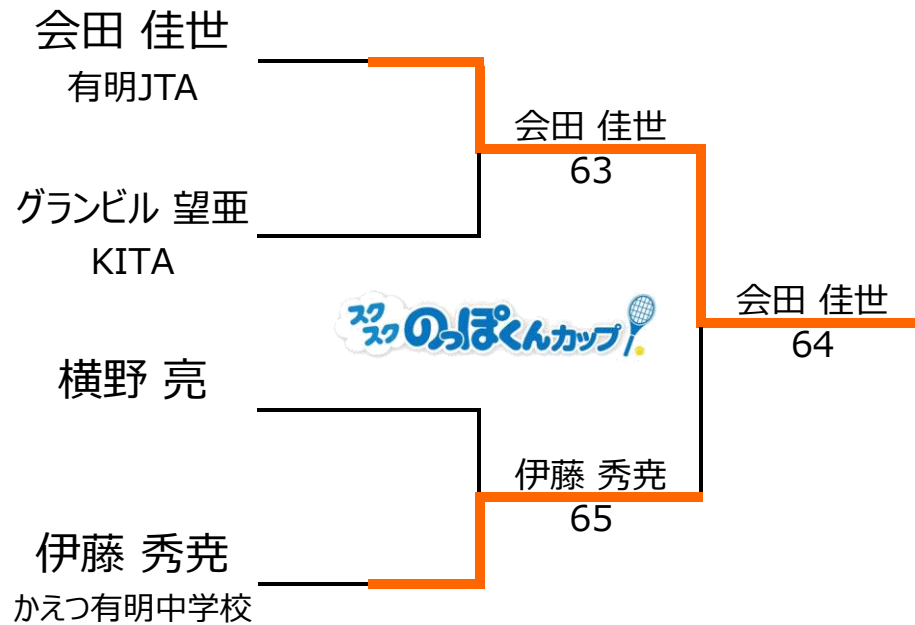 会田 佳世
有明JTA
会田 佳世
63
グランビル 望亜
KITA
スクスク のっぽくんカップ
会田 佳世
64
横野 亮
伊藤 秀尭
65
伊藤 秀尭
かえつ有明中学校